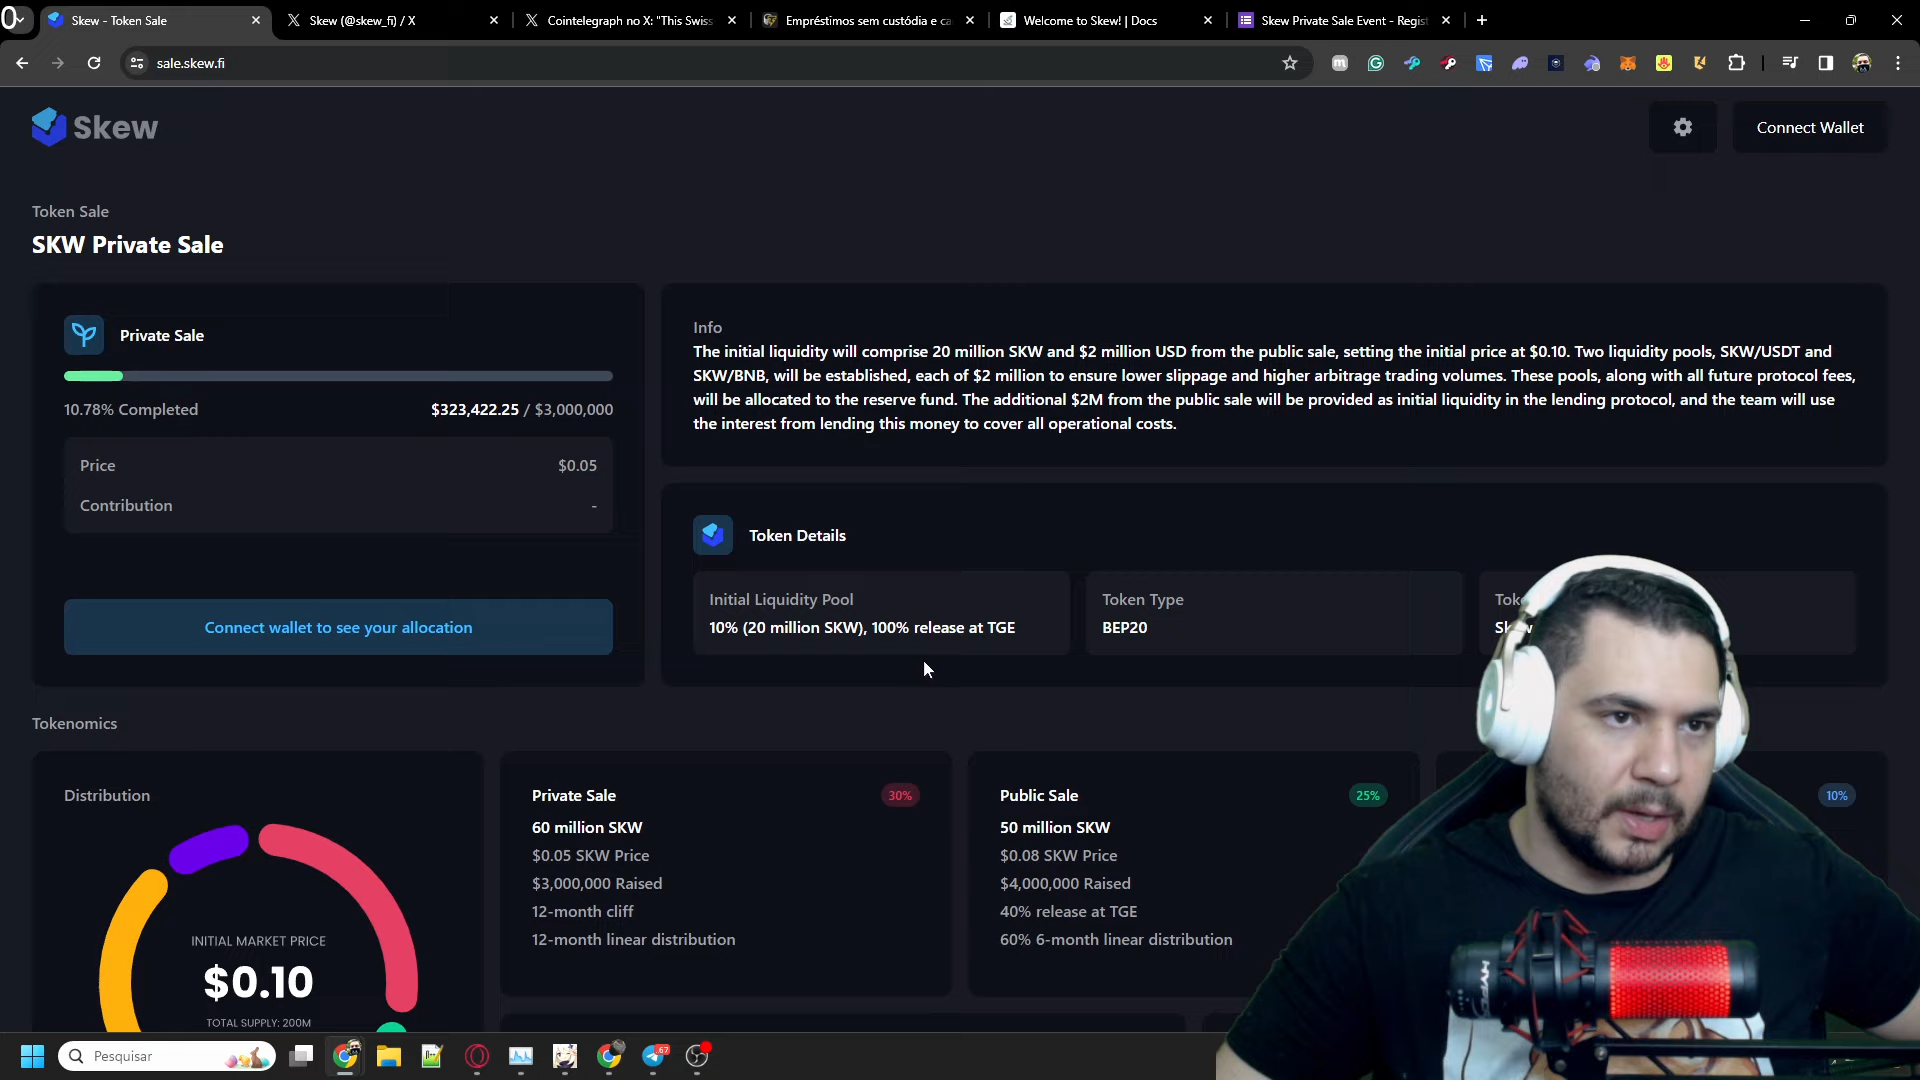 0
Skew - Token Sale
Skew (@skew_fi) / X
Cointelegraph no X: "This Swiss
Empréstimos sem custódia e ca
Welcome to Skew! | Docs
Skew Private Sale Event - Regist
sale.skew.fi
Skew
Connect Wallet
Token Sale
SKW Private Sale
Private Sale
10.78% Completed
$323,422.25 / $3,000,000
Price
$0.05
Contribution
-
Connect wallet to see your allocation
Info
The initial liquidity will comprise 20 million SKW and $2 million USD from the public sale, setting the initial price at $0.10. Two liquidity pools, SKW/USDT and
SKW/BNB, will be established, each of $2 million to ensure lower slippage and higher arbitrage trading volumes. These pools, along with all future protocol fees,
will be allocated to the reserve fund. The additional $2M from the public sale will be provided as initial liquidity in the lending protocol, and the team will use
the interest from lending this money to cover all operational costs.
Token Details
Initial Liquidity Pool
10% (20 million SKW), 100% release at TGE
Token Type
BEP20
Tokenomics
Distribution
INITIAL MARKET PRICE
$0.10
TOTAL SUPPLY: 200M
Private Sale
30%
60 million SKW
$0.05 SKW Price
$3,000,000 Raised
12-month cliff
12-month linear distribution
Public Sale
25%
50 million SKW
$0.08 SKW Price
$4,000,000 Raised
40% release at TGE
60% 6-month linear distribution
10%
Pesquisar
67